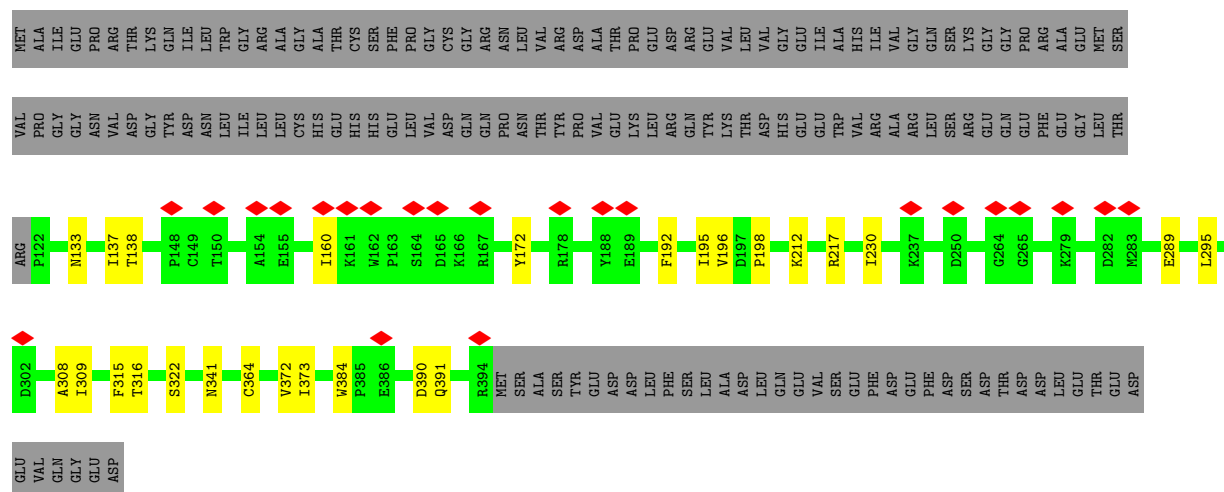 MET ALA ILE GLU PRO ARG THR LYS GLN ILE LEU TRP GLY ARG ALA GLY ALA THR CYS SER PHE PRO GLY CYS GLY ARG ASN LEU VAL ARG ASP ALA THR PRO GLU ASP ARG GLU VAL LEU VAL GLY GLU ILE ALA HIS ILE VAL GLY GLN SER LYS GLY GLY PRO ARG ALA GLU MET SER
VAL PRO GLY GLY ASN VAL ASP GLY TYR ASP ASN LEU ILE LEU LEU CYS HIS GLU HIS HIS GLU LEU VAL ASP GLN GLN PRO ASN THR TYR PRO VAL GLU LYS LEU ARG GLN TYR LYS THR ASP HIS GLU GLU TRP VAL ARG ALA ARG LEU SER ARG GLU GLN GLU PHE GLU GLY LEU THR
ARG P122 N133 I137 T138 P148 C149 T150 A154 E155 I160 K161 W162 P163 S164 D165 K166 R167 Y172 R178 Y188 E189 F192 I195 V196 D197 P198 K212 R217 I230 K237 D250 G264 G265 K279 D282 M283 E289 L295
D302 A308 I309 F315 T316 S322 N341 C364 V372 I373 W384 P385 E386 D390 Q391 R394 MET SER ALA SER TYR GLU ASP ASP LEU PHE SER LEU ALA ASP LEU GLN GLU VAL SER GLU PHE ASP GLU PHE ASP SER ASP THR ASP ASP LEU GLU THR GLU ASP
GLU VAL GLN GLY GLU ASP